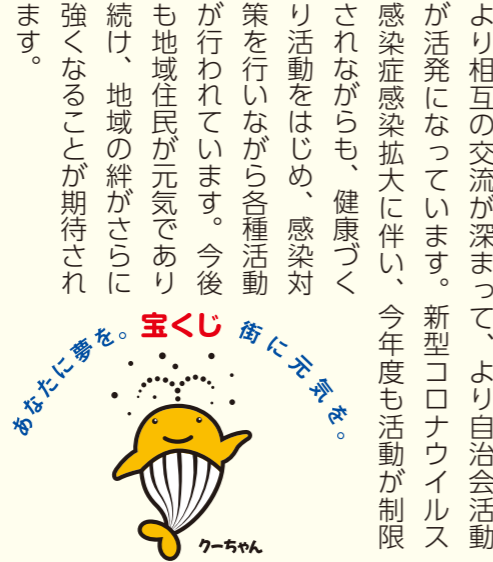 より相互の交流が深まって、より自治会活動
が活発になっています。新型コロナウイルス
感染症感染拡大に伴い、今年度も活動が制限
されながらも、健康づく
り活動をはじめ、感染対
策を行いながら各種活動
が行われています。今後
も地域住民が元気であり
続け、地域の絆がさらに
強くなることが期待され
ます。
あなたに夢を。宝くじ 街に元気を。
クーちゃん